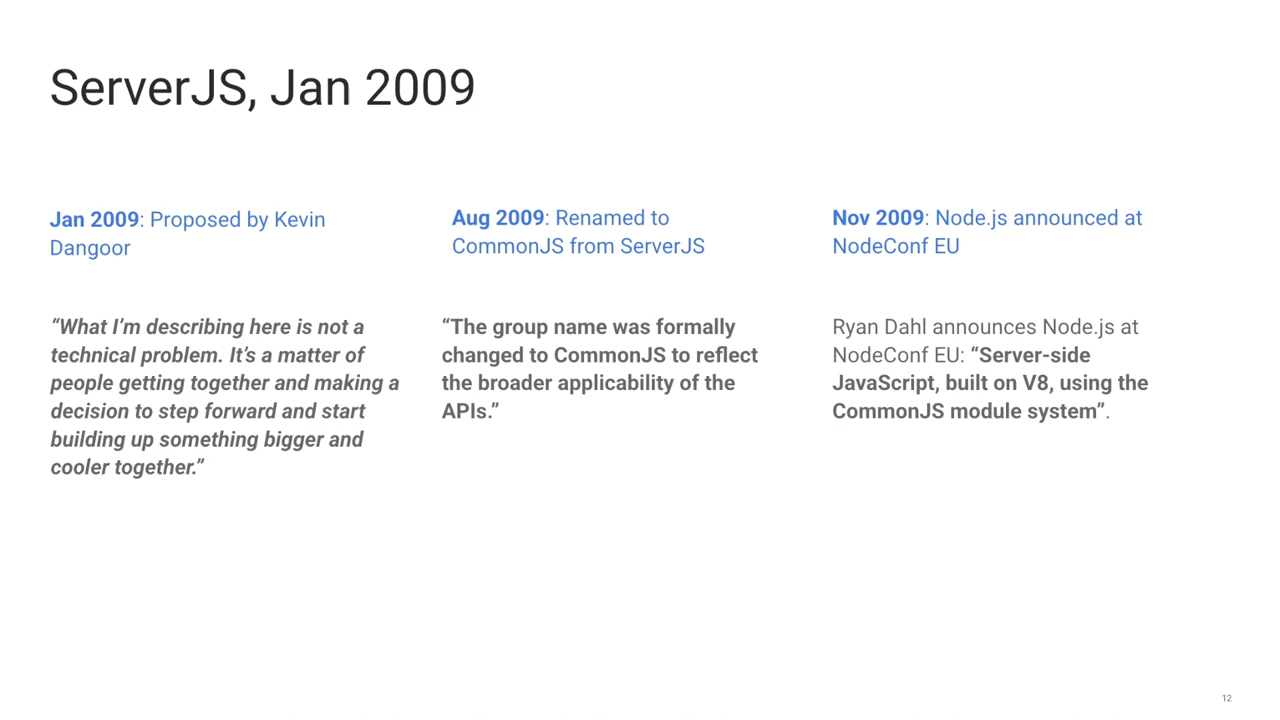 ServerJS, Jan 2009
Jan 2009: Proposed by Kevin
Dangoor
“What I’m describing here is not a
technical problem. It’s a matter of
people getting together and making a
decision to step forward and start
building up something bigger and
cooler together.”
Aug 2009: Renamed to
CommonJS from ServerJS
“The group name was formally
changed to CommonJS to reflect
the broader applicability of the
APIs.”
Nov 2009: Node.js announced at
NodeConf EU
Ryan Dahl announces Node.js at
NodeConf EU: “Server-side
JavaScript, built on V8, using the
CommonJS module system”.
12